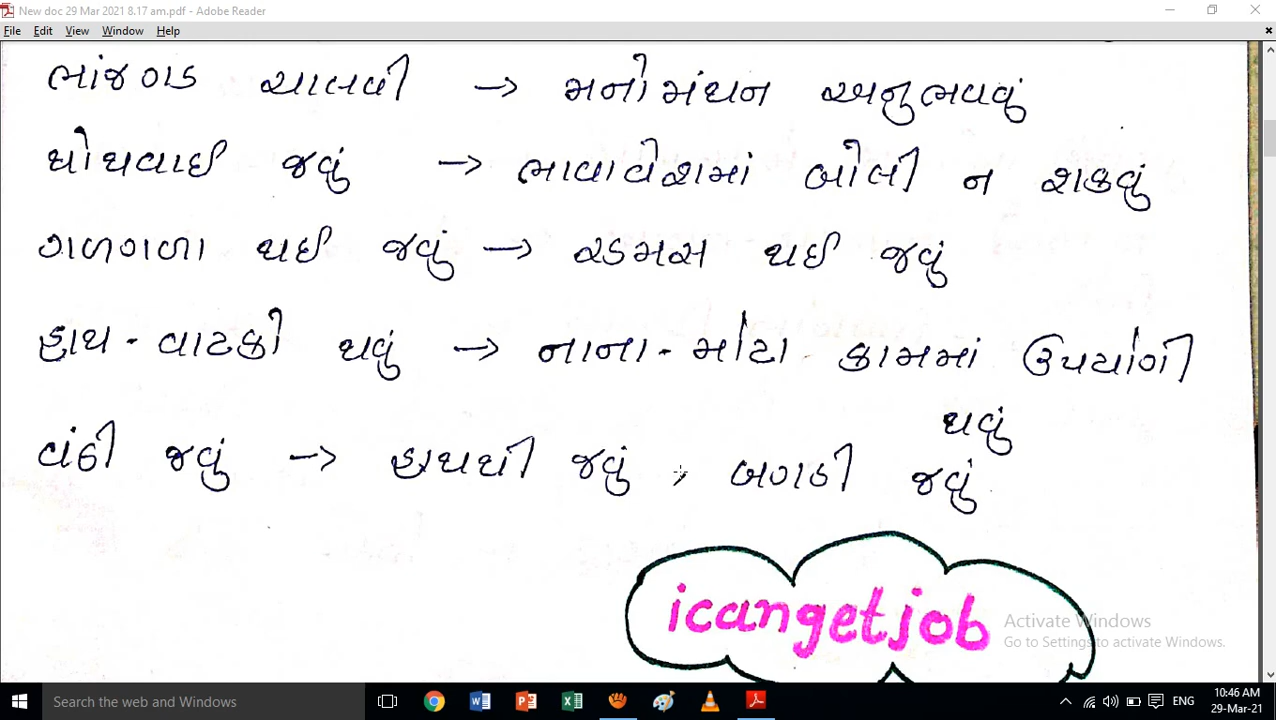 New doc 29 Mar 2021 8.17 am.pdf - Adobe Reader
File Edit View Window Help
ભાંજગડ ચાલવી → મનોમંથન અનુભવવું
થોથવાઈ જવું → ભાવાવેશમાં બોલી ન શકવું
ગળગળા થઈ જવું → રડમસ થઈ જવું
હાથ - વાટકો થવું → નાના - મોટા કામમાં ઉપયોગી
થવું
વંઠી જવું → હાથથી જવું , બગડી જવું
icangetjob
Activate Windows
Go to Settings to activate Windows.
Search the web and Windows
ENG
10:46 AM
29-Mar-21